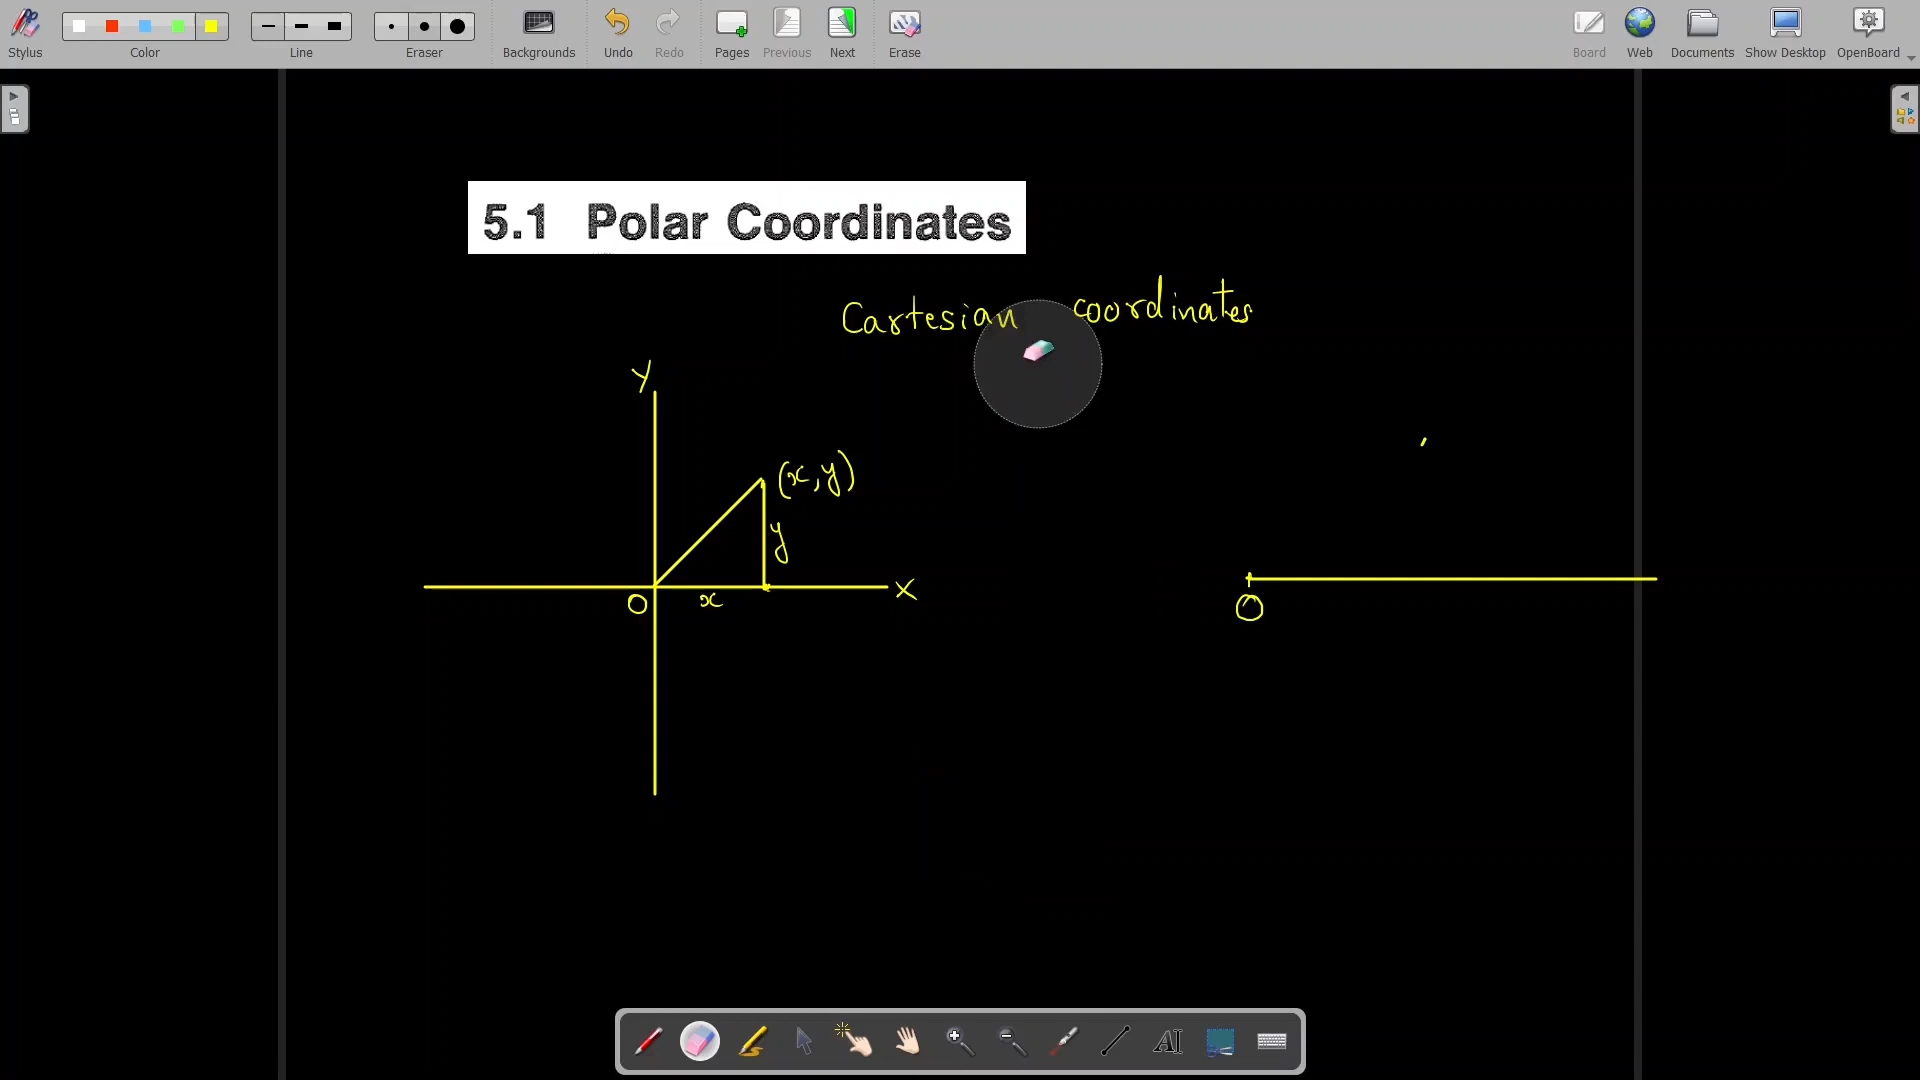 Stylus Color Line Eraser Backgrounds Undo Redo Pages Previous Next Erase Board Web Documents Show Desktop OpenBoard
5.1 Polar Coordinates
Cartesian coordinates
Y
(x,y)
y
O x X
O
AI